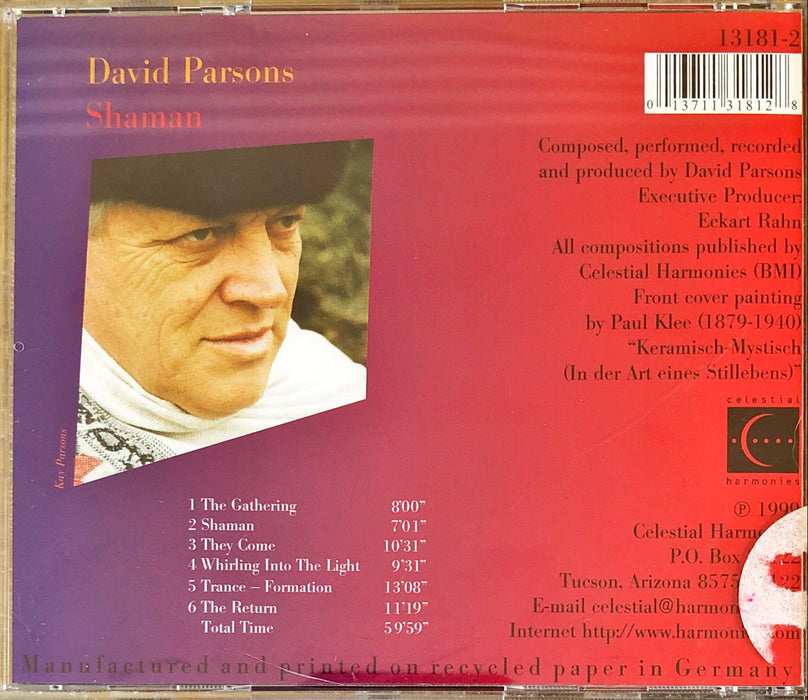 13181-2
0 13711 31812 8
David Parsons
Shaman
Composed, performed, recorded
and produced by David Parsons
Executive Producer:
Eckart Rahn
All compositions published by
Celestial Harmonies (BMI)
Front cover painting
by Paul Klee (1879-1940)
“Keramisch-Mystisch
(In der Art eines Stillebens)”
celestial
harmonies
Kay Parsons
1 The Gathering 8'00”
2 Shaman 7'01”
3 They Come 10'31”
4 Whirling Into The Light 9'31”
5 Trance – Formation 13'08”
6 The Return 11'19”
Total Time 59'59”
℗ 1999
Celestial
P.O. Box
Tucson, Arizona
E-mail
Internet
Manufactured and printed on recycled paper in Germany